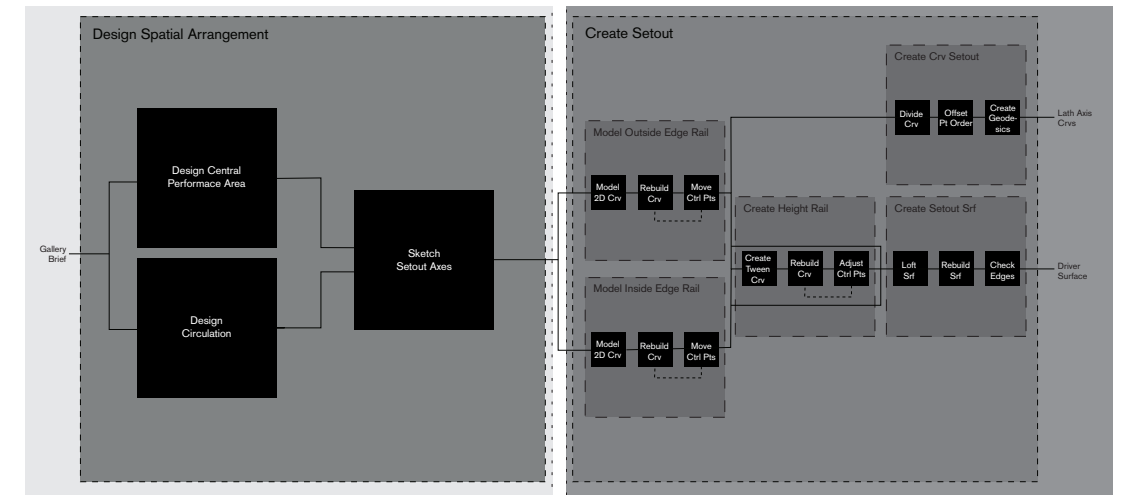 Design Spatial Arrangement
Gallery
Brief
Design Central
Performace Area
Design
Circulation
Sketch
Setout Axes
Create Setout
Model Outside Edge Rail
Model
2D Crv
Rebuild
Crv
Move
Ctrl Pts
Model Inside Edge Rail
Model
2D Crv
Rebuild
Crv
Move
Ctrl Pts
Create Height Rail
Create
Tween
Crv
Rebuild
Crv
Adjust
Ctrl Pts
Create Crv Setout
Divide
Crv
Offset
Pt Order
Create
Geode-
sics
Lath Axis
Crvs
Create Setout Srf
Loft
Srf
Rebuild
Srf
Check
Edges
Driver
Surface